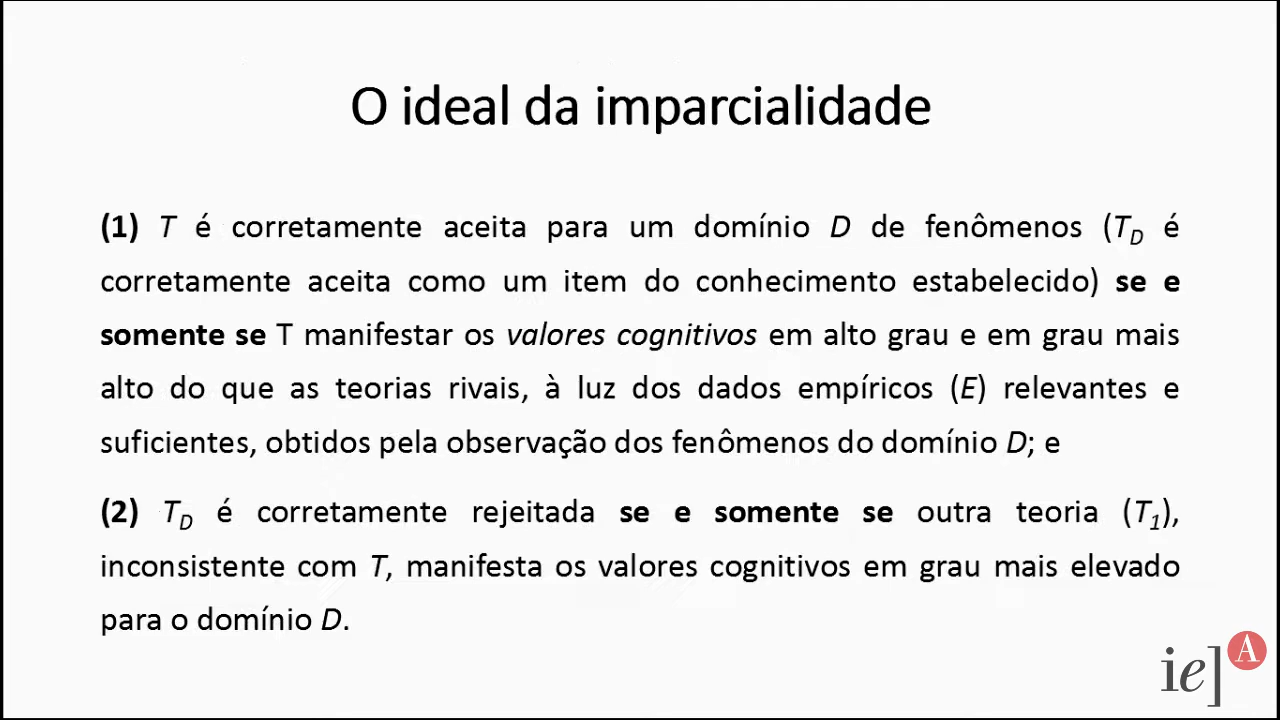 O ideal da imparcialidade
(1) T é corretamente aceita para um domínio D de fenômenos (TD é
corretamente aceita como um item do conhecimento estabelecido) se e
somente se T manifestar os valores cognitivos em alto grau e em grau mais
alto do que as teorias rivais, à luz dos dados empíricos (E) relevantes e
suficientes, obtidos pela observação dos fenômenos do domínio D; e
(2) TD é corretamente rejeitada se e somente se outra teoria (T1),
inconsistente com T, manifesta os valores cognitivos em grau mais elevado
para o domínio D.
ie] A